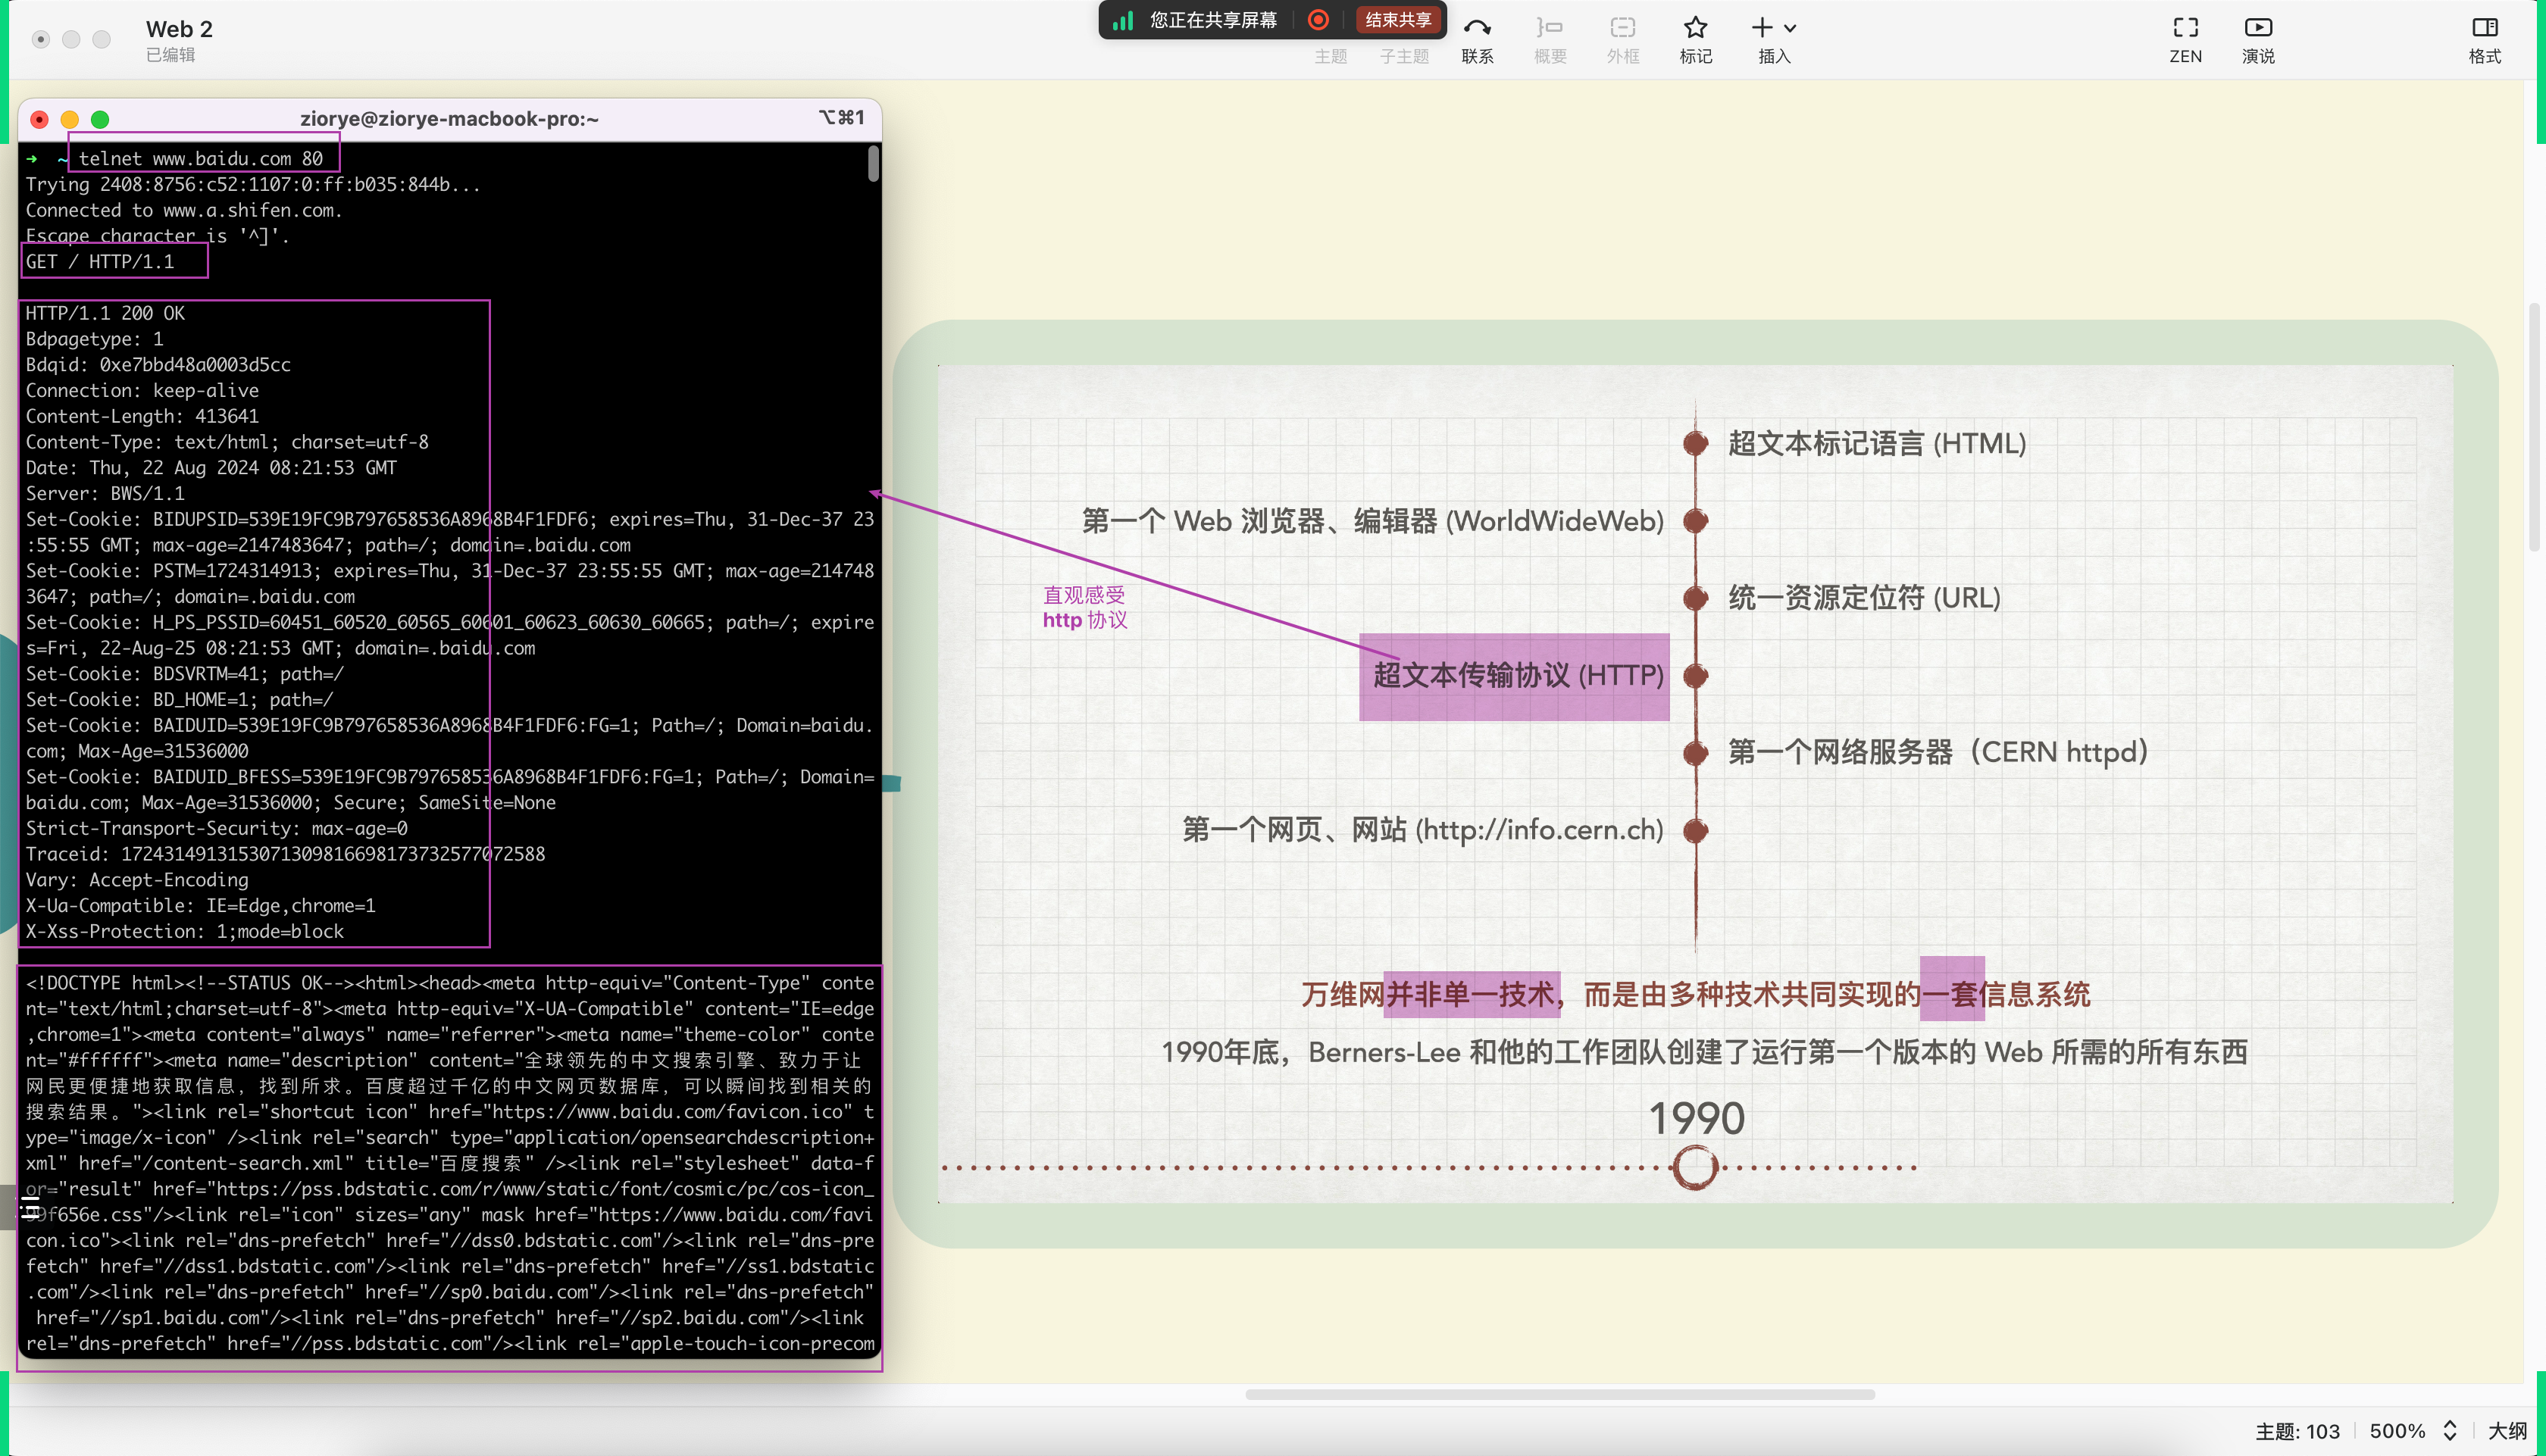 Web 2
已编辑
您正在共享屏幕
结束共享
主题
子主题
联系
概要
外框
标记
插入
ZEN
演说
格式
ziorye@ziorye-macbook-pro:~
⌥⌘1
➜ ~ telnet www.baidu.com 80
Trying 2408:8756:c52:1107:0:ff:b035:844b...
Connected to www.a.shifen.com.
Escape character is '^]'.
GET / HTTP/1.1
HTTP/1.1 200 OK
Bdpagetype: 1
Bdqid: 0xe7bbd48a0003d5cc
Connection: keep-alive
Content-Length: 413641
Content-Type: text/html; charset=utf-8
Date: Thu, 22 Aug 2024 08:21:53 GMT
Server: BWS/1.1
Set-Cookie: BIDUPSID=539E19FC9B797658536A8968B4F1FDF6; expires=Thu, 31-Dec-37 23
:55:55 GMT; max-age=2147483647; path=/; domain=.baidu.com
Set-Cookie: PSTM=1724314913; expires=Thu, 31-Dec-37 23:55:55 GMT; max-age=214748
3647; path=/; domain=.baidu.com
Set-Cookie: H_PS_PSSID=60451_60520_60565_60601_60623_60630_60665; path=/; expire
s=Fri, 22-Aug-25 08:21:53 GMT; domain=.baidu.com
Set-Cookie: BDSVRTM=41; path=/
Set-Cookie: BD_HOME=1; path=/
Set-Cookie: BAIDUID=539E19FC9B797658536A8968B4F1FDF6:FG=1; Path=/; Domain=baidu.
com; Max-Age=31536000
Set-Cookie: BAIDUID_BFESS=539E19FC9B797658536A8968B4F1FDF6:FG=1; Path=/; Domain=
baidu.com; Max-Age=31536000; Secure; SameSite=None
Strict-Transport-Security: max-age=0
Traceid: 1724314913153071309816698173732577072588
Vary: Accept-Encoding
X-Ua-Compatible: IE=Edge,chrome=1
X-Xss-Protection: 1;mode=block
<!DOCTYPE html><!--STATUS OK--><html><head><meta http-equiv="Content-Type" conte
nt="text/html;charset=utf-8"><meta http-equiv="X-UA-Compatible" content="IE=edge
,chrome=1"><meta content="always" name="referrer"><meta name="theme-color" conte
nt="#ffffff"><meta name="description" content="全球领先的中文搜索引擎、致力于让
网民更便捷地获取信息，找到所求。百度超过千亿的中文网页数据库，可以瞬间找到相关的
搜索结果。"><link rel="shortcut icon" href="https://www.baidu.com/favicon.ico" t
ype="image/x-icon" /><link rel="search" type="application/opensearchdescription+
xml" href="/content-search.xml" title="百度搜索" /><link rel="stylesheet" data-f
or="result" href="https://pss.bdstatic.com/r/www/static/font/cosmic/pc/cos-icon_
f656e.css"/><link rel="icon" sizes="any" mask href="https://www.baidu.com/favi
con.ico"><link rel="dns-prefetch" href="//dss0.bdstatic.com"/><link rel="dns-pre
fetch" href="//dss1.bdstatic.com"/><link rel="dns-prefetch" href="//ss1.bdstatic
.com"/><link rel="dns-prefetch" href="//sp0.baidu.com"/><link rel="dns-prefetch"
href="//sp1.baidu.com"/><link rel="dns-prefetch" href="//sp2.baidu.com"/><link
rel="dns-prefetch" href="//pss.bdstatic.com"/><link rel="apple-touch-icon-precom
超文本标记语言 (HTML)
第一个 Web 浏览器、编辑器 (WorldWideWeb)
统一资源定位符 (URL)
直观感受
http 协议
超文本传输协议 (HTTP)
第一个网络服务器（CERN httpd）
第一个网页、网站 (http://info.cern.ch)
万维网并非单一技术，而是由多种技术共同实现的一套信息系统
1990年底，Berners-Lee 和他的工作团队创建了运行第一个版本的 Web 所需的所有东西
1990
主题: 103
500%
大纲